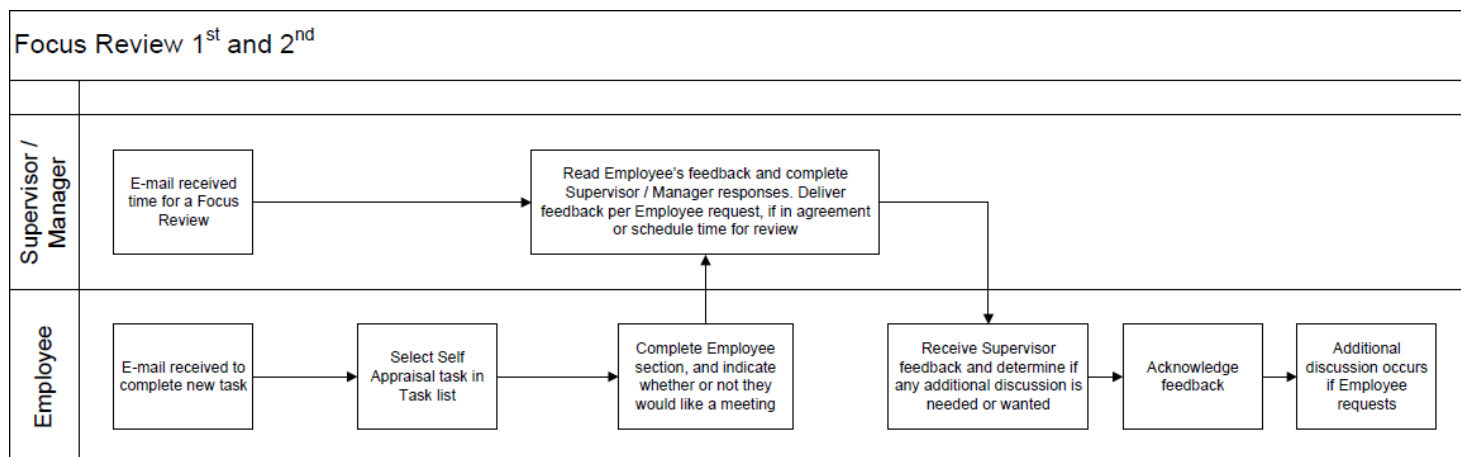 Focus Review 1st and 2nd
Supervisor /
Manager
E-mail received
time for a Focus
Review
Read Employee's feedback and complete
Supervisor / Manager responses. Deliver
feedback per Employee request, if in agreement
or schedule time for review
Employee
E-mail received to
complete new task
Select Self
Appraisal task in
Task list
Complete Employee
section, and indicate
whether or not they
would like a meeting
Receive Supervisor
feedback and determine if
any additional discussion is
needed or wanted
Acknowledge
feedback
Additional
discussion occurs
if Employee
requests